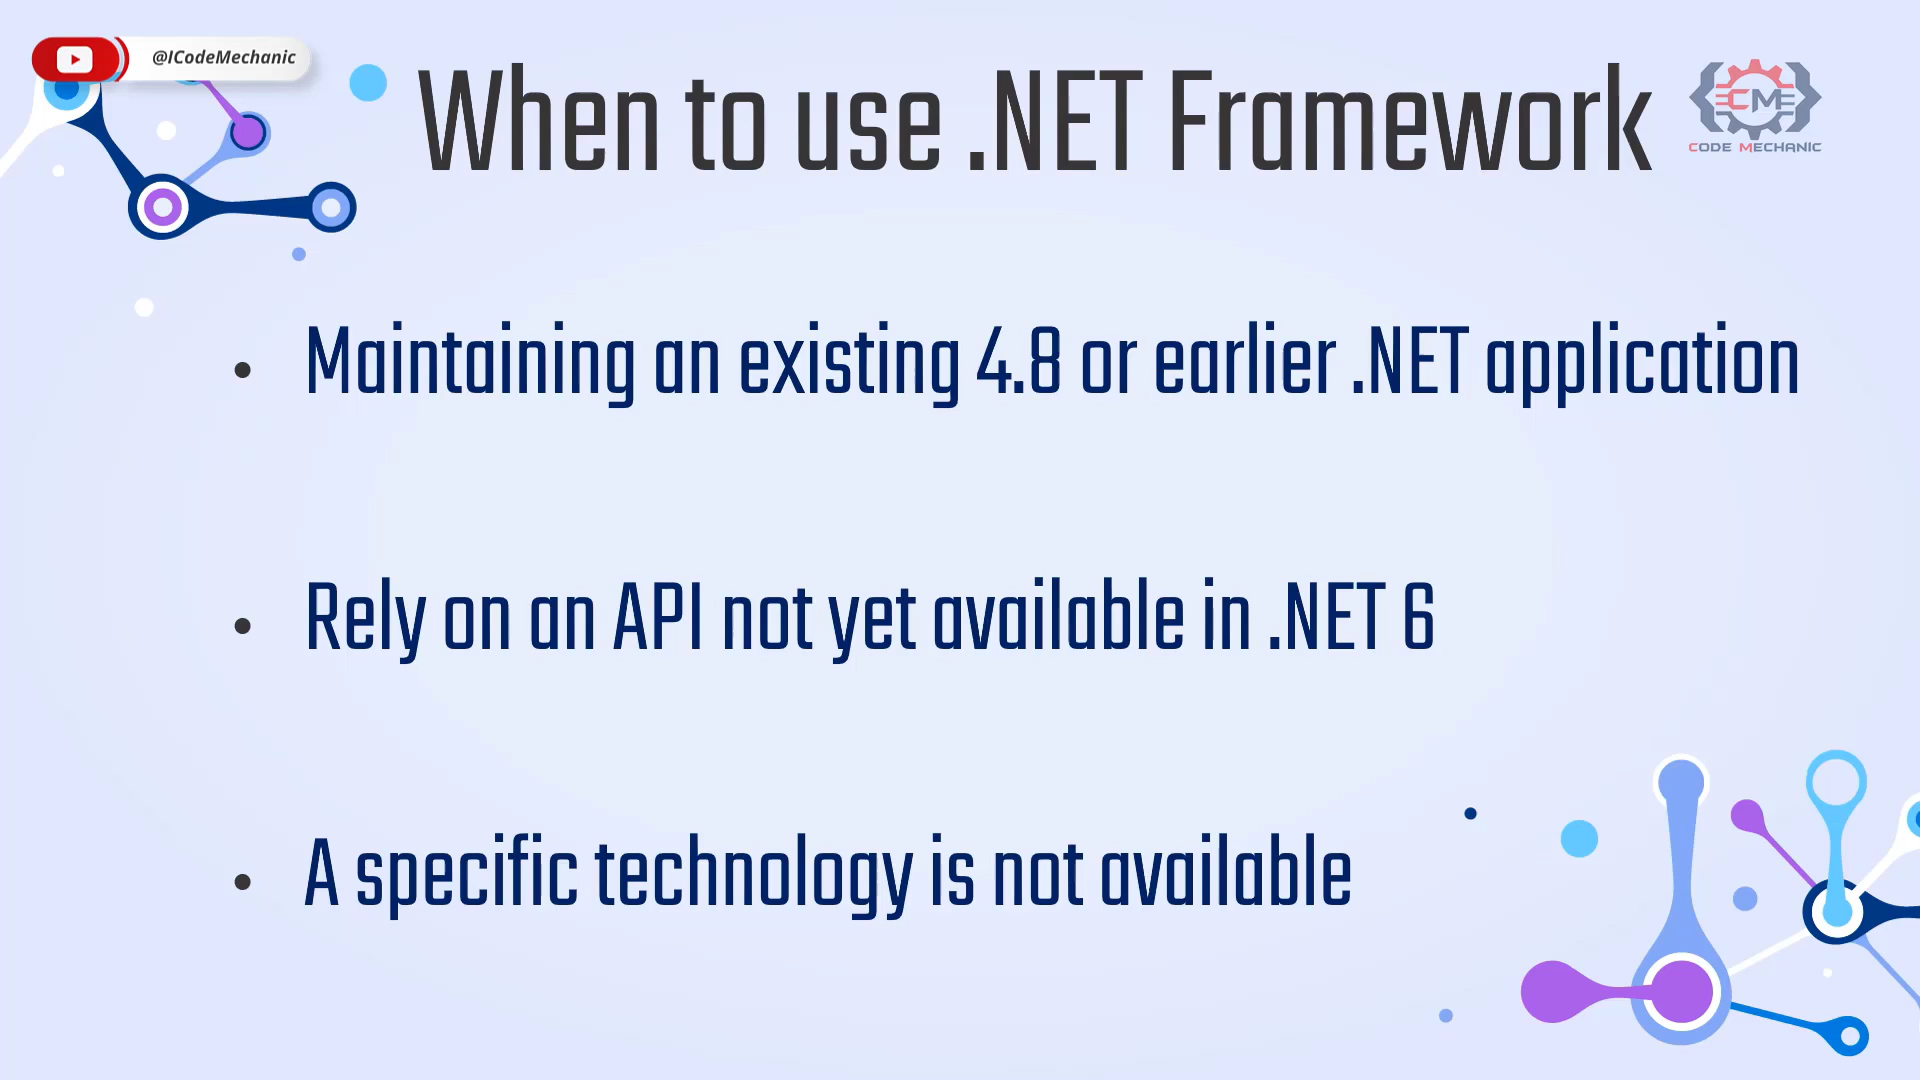 @ICodeMechanic
When to use .NET Framework
CME
CODE MECHANIC
• Maintaining an existing 4.8 or earlier .NET application
• Rely on an API not yet available in .NET 6
• A specific technology is not available